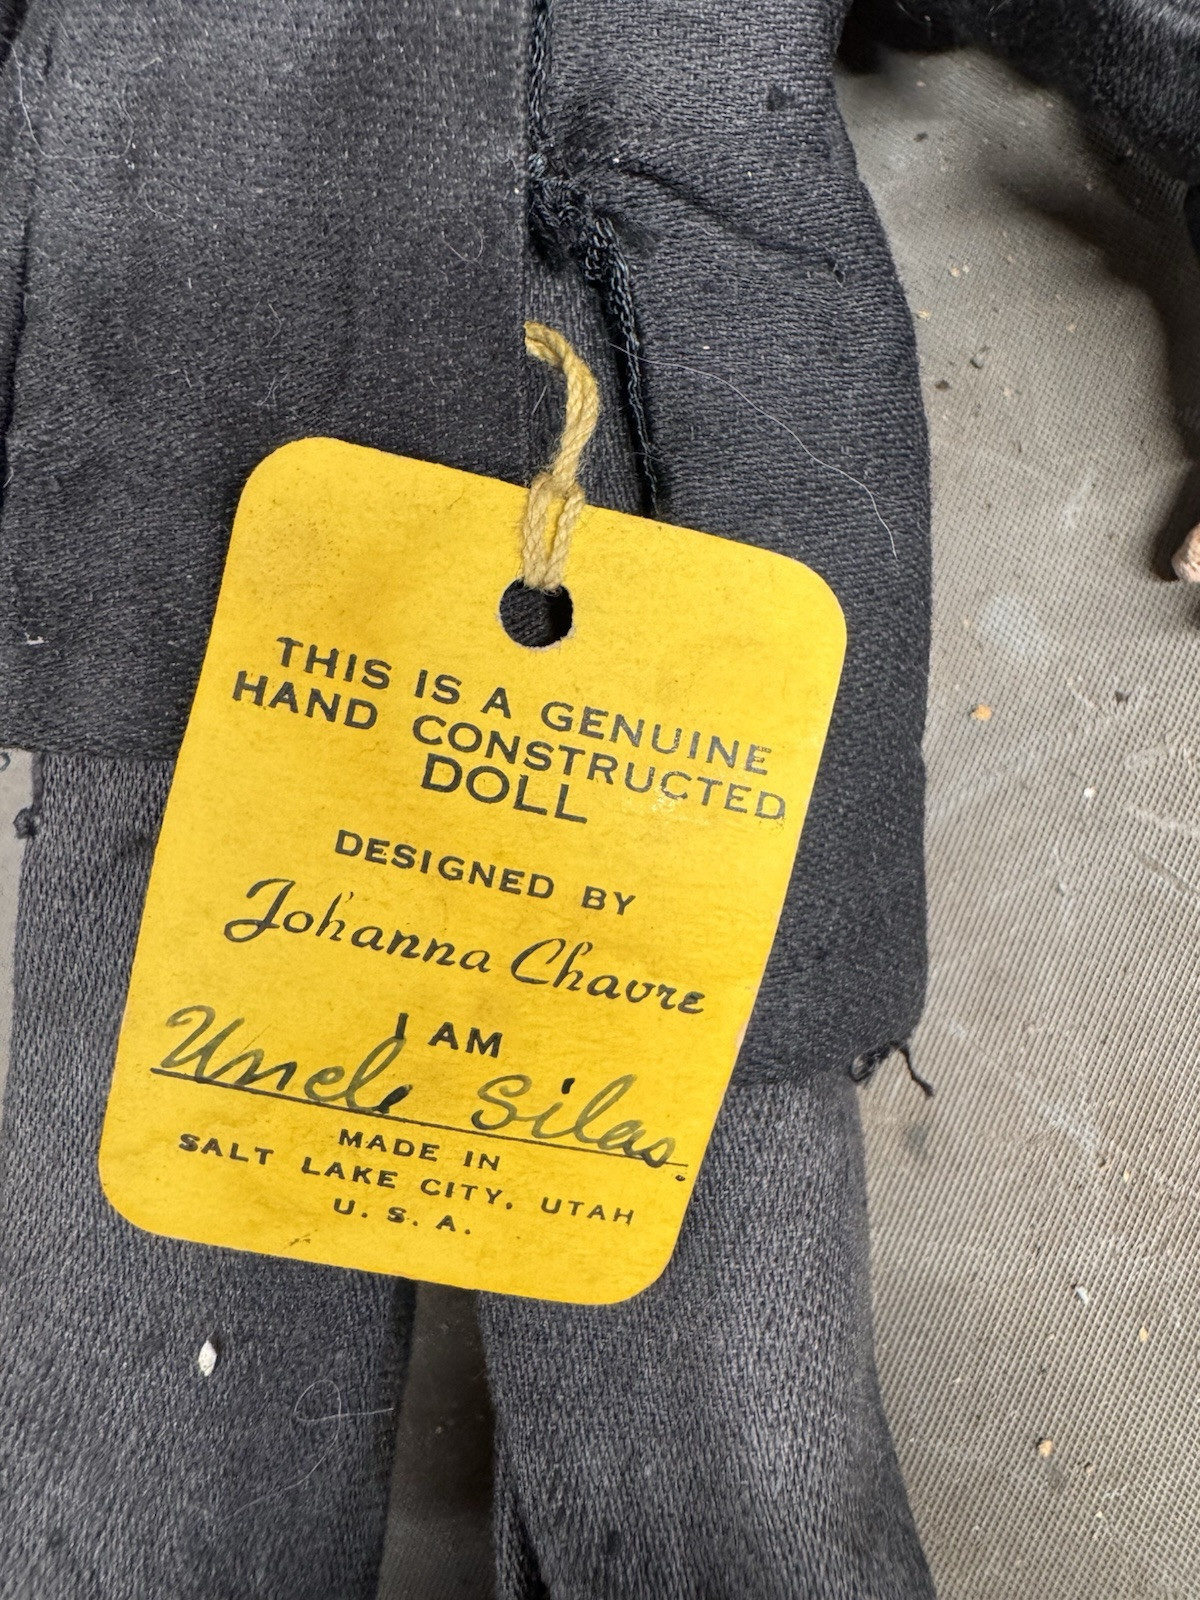 THIS IS A GENUINE
HAND CONSTRUCTED
DOLL
DESIGNED BY
Johanna Chavre
I AM
Uncle Silas.
MADE IN
SALT LAKE CITY, UTAH
U. S. A.